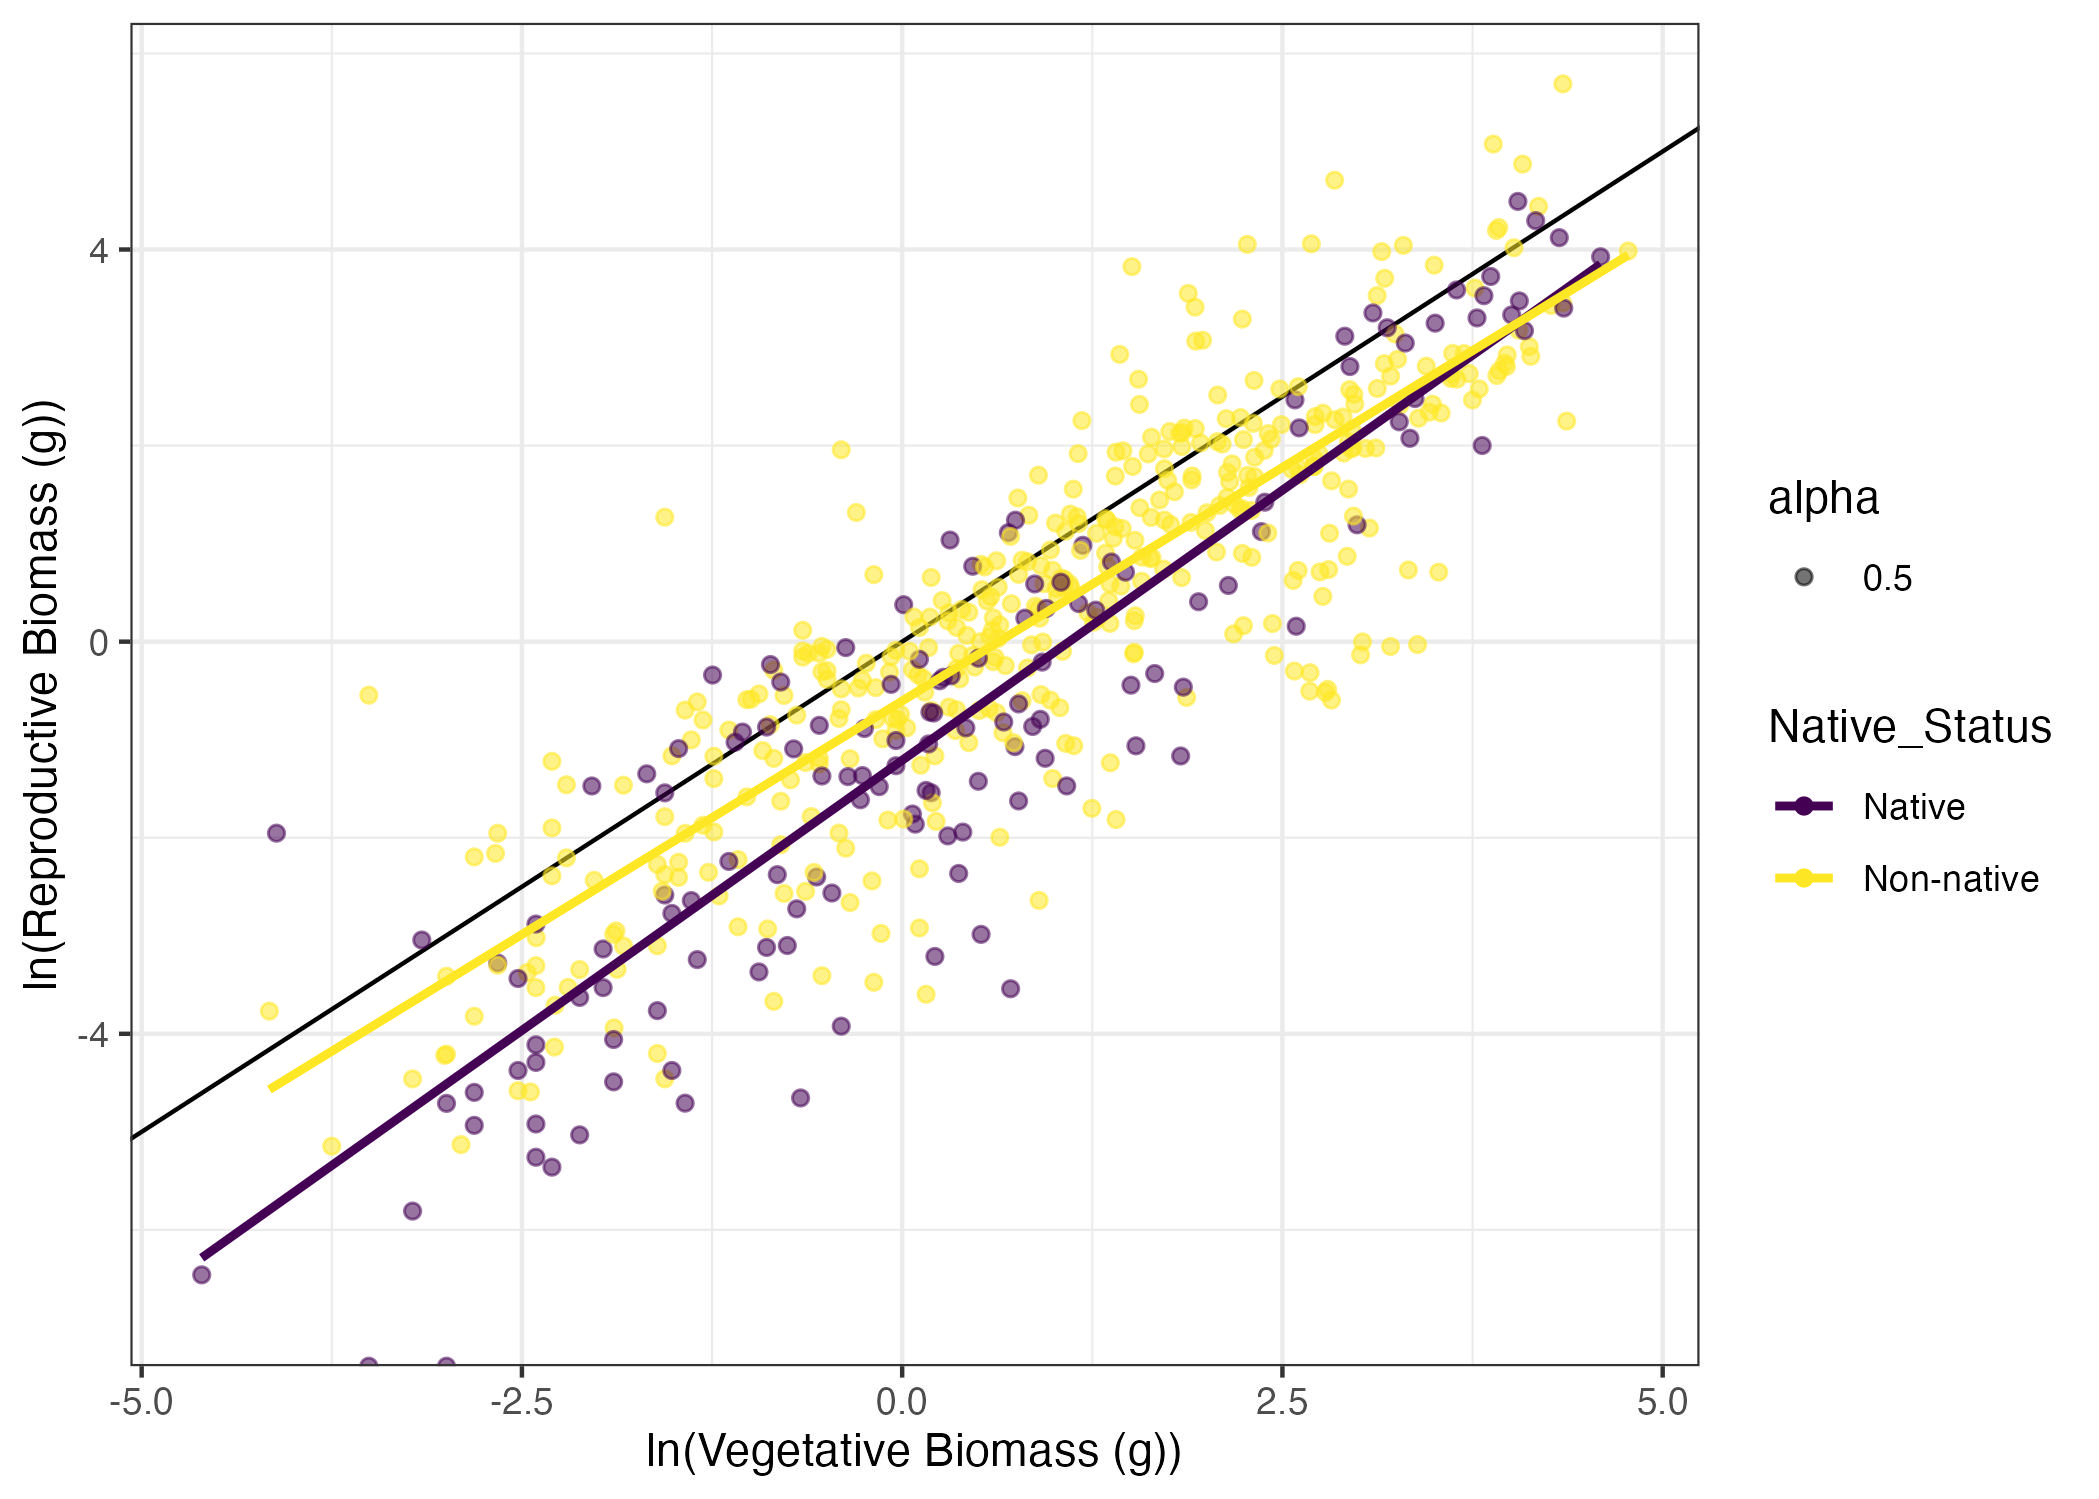 ln(Reproductive Biomass (g))
4
0
-4
-5.0 -2.5 0.0 2.5 5.0
ln(Vegetative Biomass (g))
alpha
0.5
Native_Status
Native
Non-native